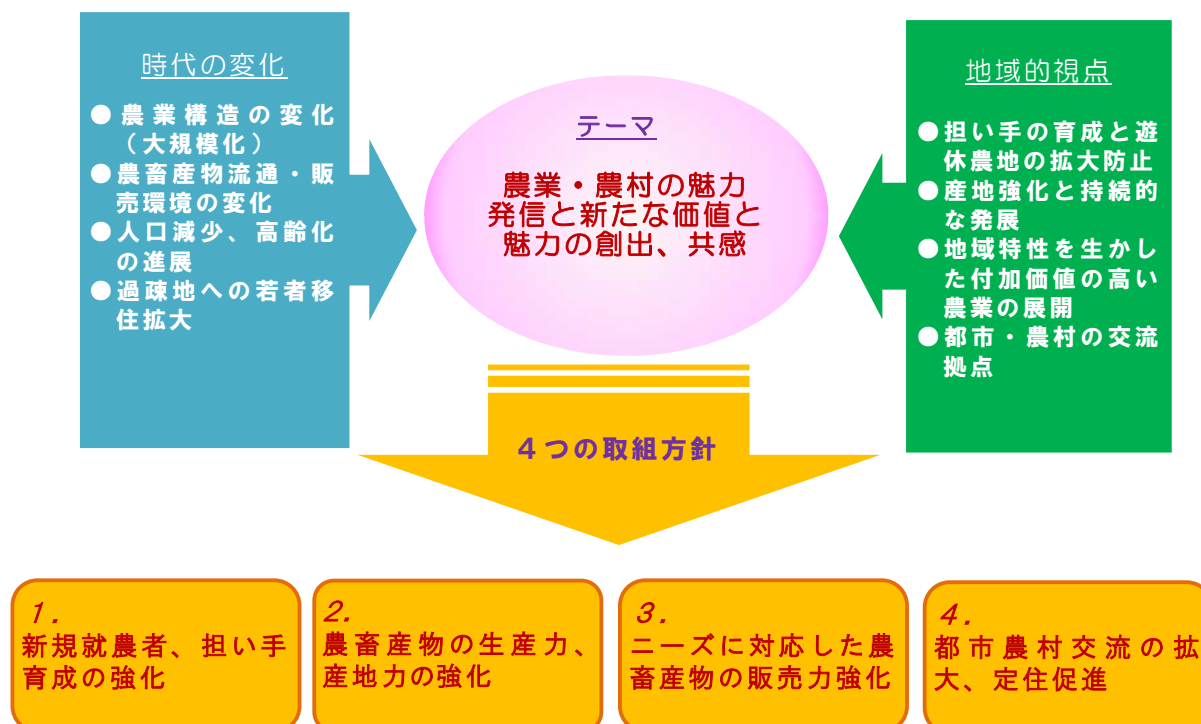 時代の変化
●農業構造の変化
（大規模化）
●農畜産物流通・販
売環境の変化
●人口減少、高齢化
の進展
●過疎地への若者移
住拡大
テーマ
農業・農村の魅力
発信と新たな価値と
魅力の創出、共感
地域的視点
●担い手の育成と遊
休農地の拡大防止
●産地強化と持続的
な発展
●地域特性を生かし
た付加価値の高い
農業の展開
●都市・農村の交流
拠点
４つの取組方針
1.
新規就農者、担い手
育成の強化
2.
農畜産物の生産力、
産地力の強化
3.
ニーズに対応した農
畜産物の販売力強化
4.
都市農村交流の拡
大、定住促進